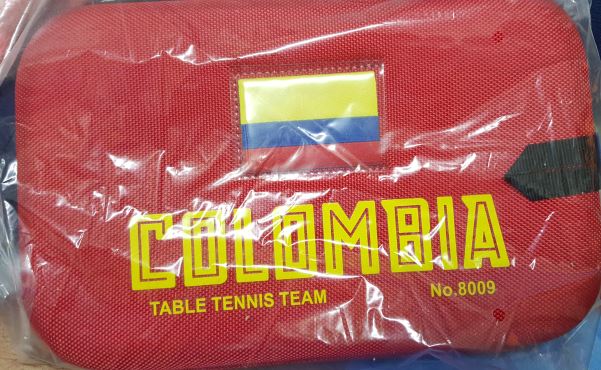 COLOMBIA
TABLE TENNIS TEAM
No.8009